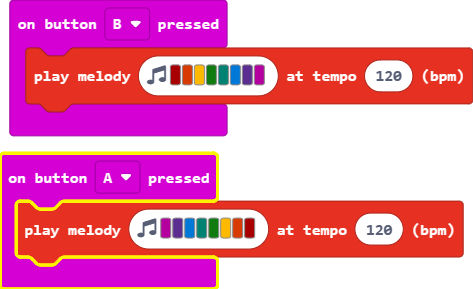 on button B pressed
play melody at tempo 120 (bpm)
on button A pressed
play melody at tempo 120 (bpm)